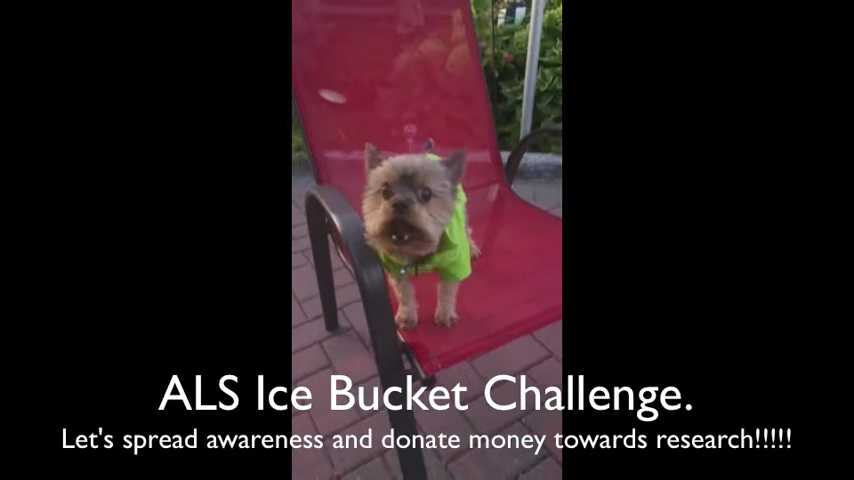 ALS Ice Bucket Challenge.
Let's spread awareness and donate money towards research!!!!!